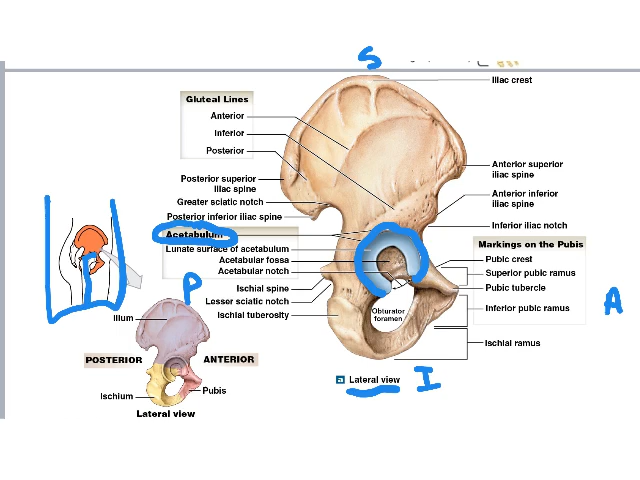 S
Iliac crest
Gluteal Lines
Anterior
Inferior
Posterior
Anterior superior
iliac spine
Posterior superior
iliac spine
Greater sciatic notch
Anterior inferior
iliac spine
Posterior inferior iliac spine
Inferior iliac notch
Acetabulum
Lunate surface of acetabulum
Acetabular fossa
Acetabular notch
Markings on the Pubis
Pubic crest
Superior pubic ramus
Pubic tubercle
Inferior pubic ramus
Ischial spine
Lesser sciatic notch
Ischial tuberosity
Obturator
foramen
Ischial ramus
P
A
Ilium
POSTERIOR
ANTERIOR
Ischium
Pubis
Lateral view
a Lateral view
I